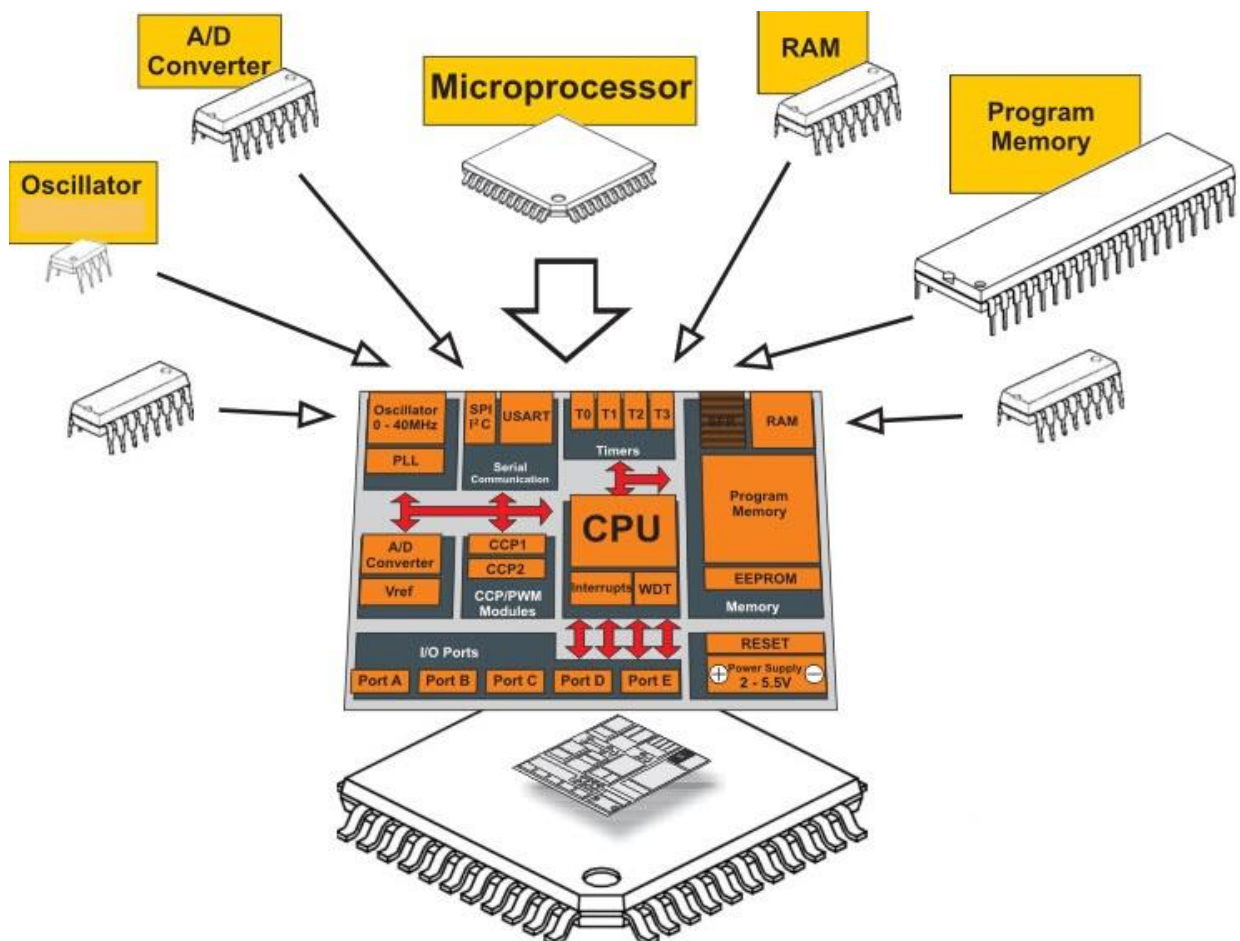 A/D
Converter
Microprocessor
RAM
Program
Memory
Oscillator
Oscillator
0 - 40MHz
PLL
SPI
I²C
USART
Serial
Communication
T0 T1 T2 T3
Timers
SFR
RAM
Program
Memory
EEPROM
Memory
A/D
Converter
Vref
CCP1
CCP2
CCP/PWM
Modules
CPU
Interrupts
WDT
I/O Ports
Port A Port B Port C Port D Port E
RESET
Power Supply
2 - 5.5V